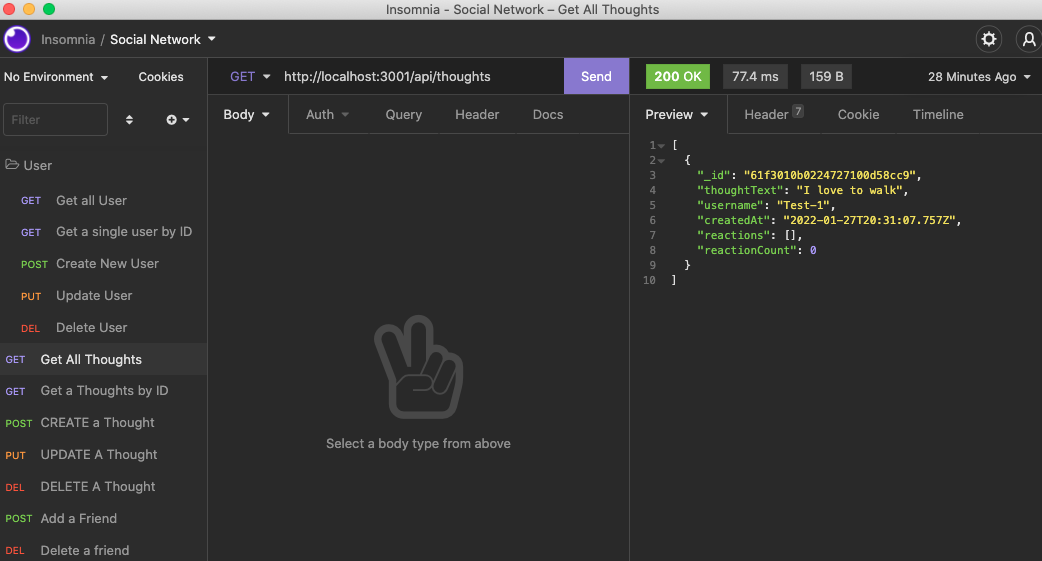 Insomnia - Social Network – Get All Thoughts
Insomnia / Social Network
No Environment
Cookies
Filter
User
GET Get all User
GET Get a single user by ID
POST Create New User
PUT Update User
DEL Delete User
GET Get All Thoughts
GET Get a Thoughts by ID
POST CREATE a Thought
PUT UPDATE A Thought
DEL DELETE A Thought
POST Add a Friend
DEL Delete a friend
GET http://localhost:3001/api/thoughts Send
Body Auth Query Header Docs
Select a body type from above
200 OK 77.4 ms 159 B 28 Minutes Ago
Preview Header 7 Cookie Timeline
1 [
2 {
3 "_id": "61f3010b0224727100d58cc9",
4 "thoughtText": "I love to walk",
5 "username": "Test-1",
6 "createdAt": "2022-01-27T20:31:07.757Z",
7 "reactions": [],
8 "reactionCount": 0
9 }
10 ]